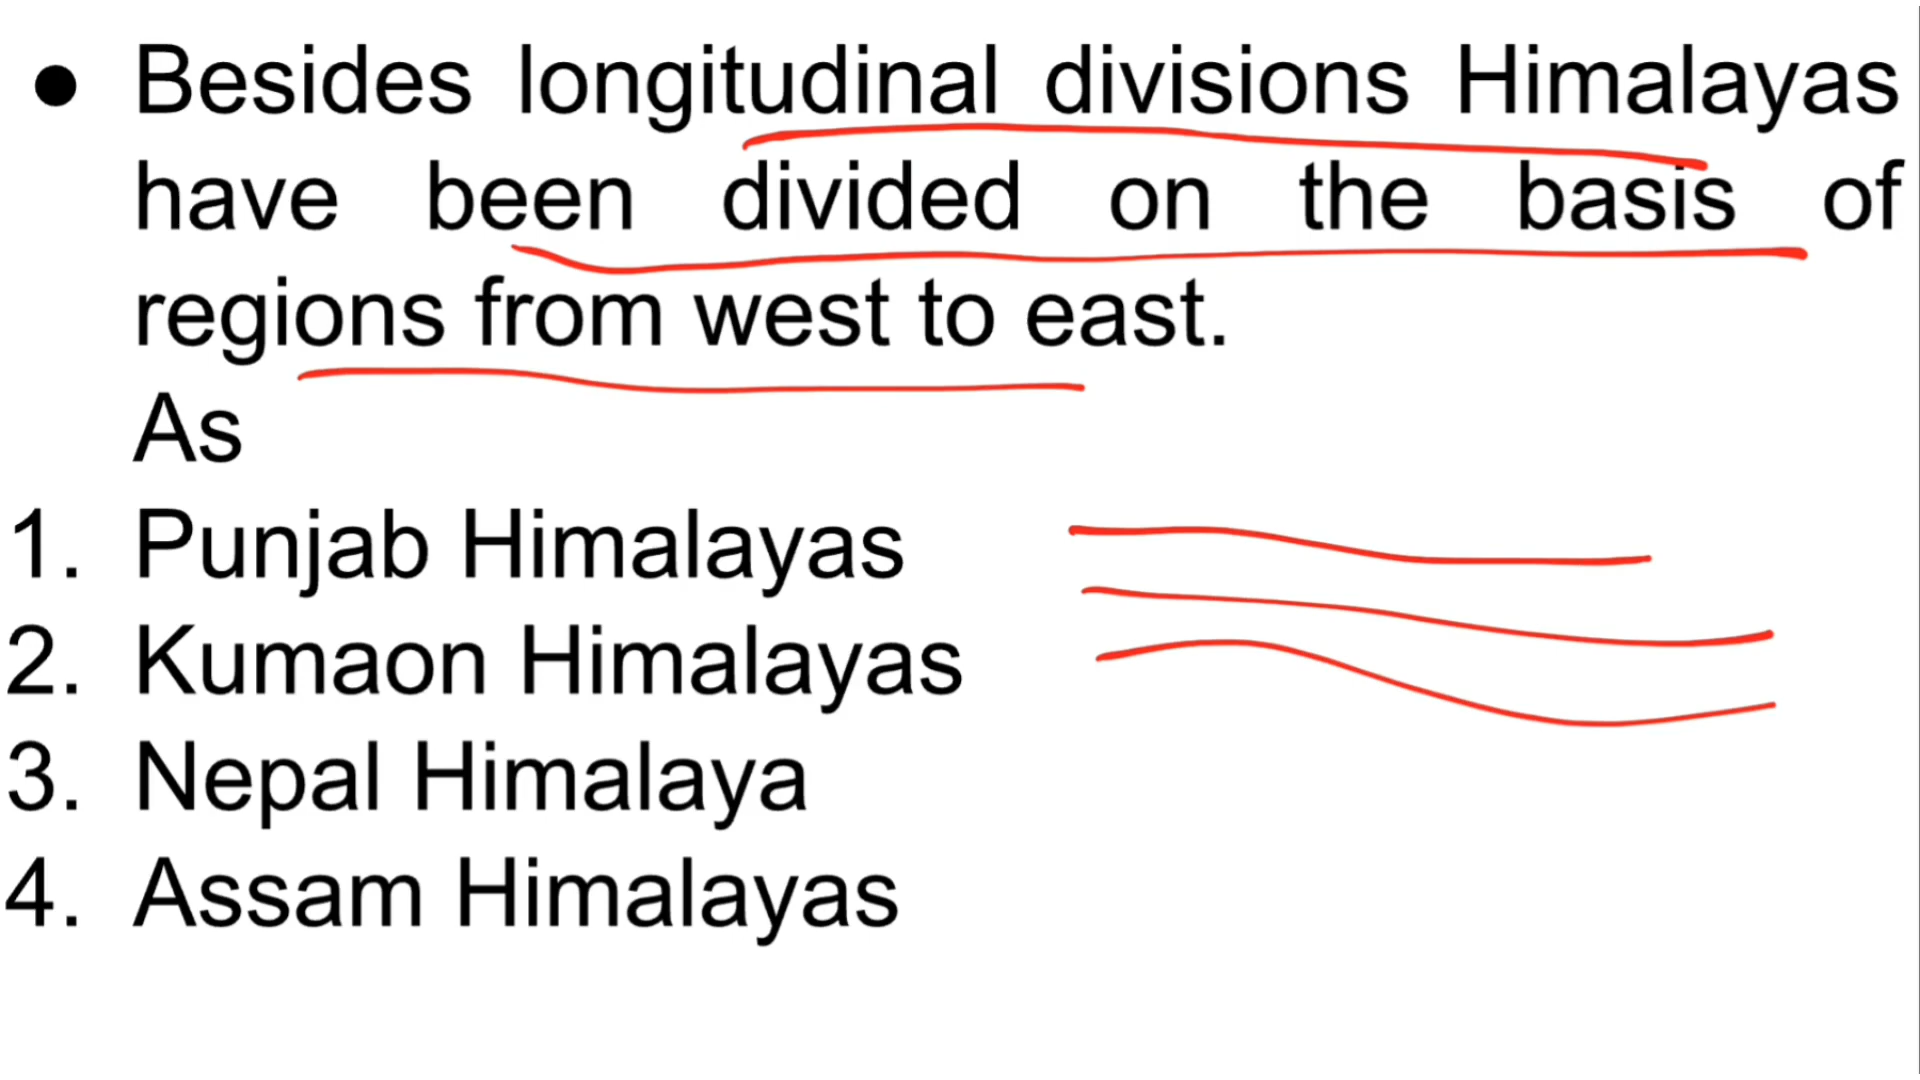 ● Besides longitudinal divisions Himalayas
have been divided on the basis of
regions from west to east.
As
1. Punjab Himalayas
2. Kumaon Himalayas
3. Nepal Himalaya
4. Assam Himalayas